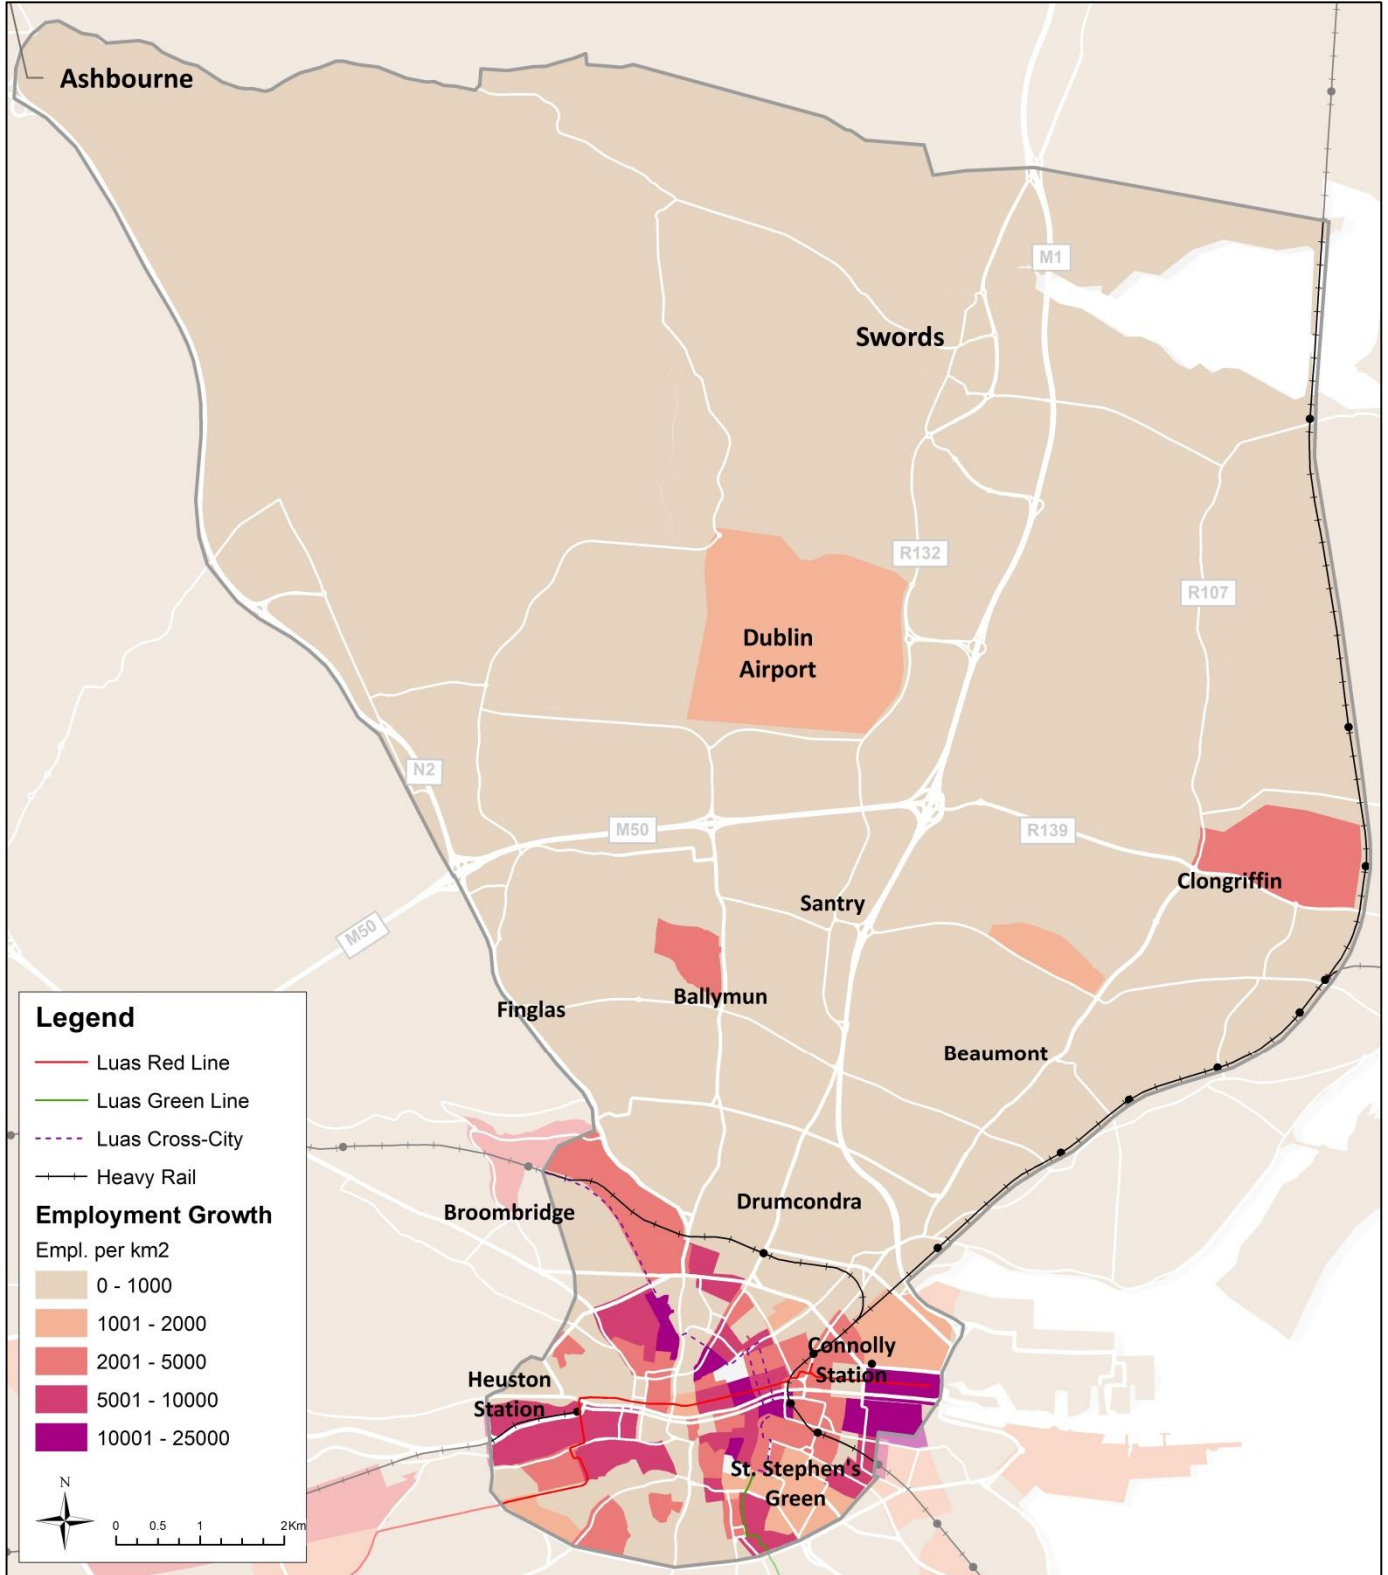 Ashbourne
M1
Swords
R132
R107
Dublin
Airport
N2
M50
R139
Clongriffin
Santry
M50
Ballymun
Finglas
Beaumont
Drumcondra
Broombridge
Connolly
Station
Heuston
Station
St. Stephen's
Green
Legend
Luas Red Line
Luas Green Line
Luas Cross-City
Heavy Rail
Employment Growth
Empl. per km2
0 - 1000
1001 - 2000
2001 - 5000
5001 - 10000
10001 - 25000
N
0 0.5 1 2Km